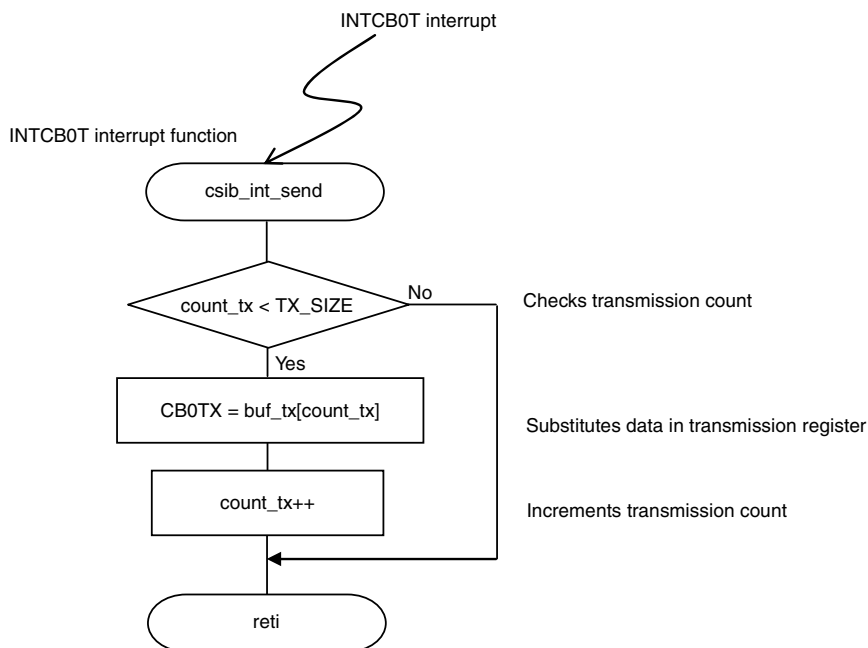 INTCB0T interrupt
INTCB0T interrupt function
csib_int_send
count_tx < TX_SIZE
No
Checks transmission count
Yes
CB0TX = buf_tx[count_tx]
Substitutes data in transmission register
count_tx++
Increments transmission count
reti